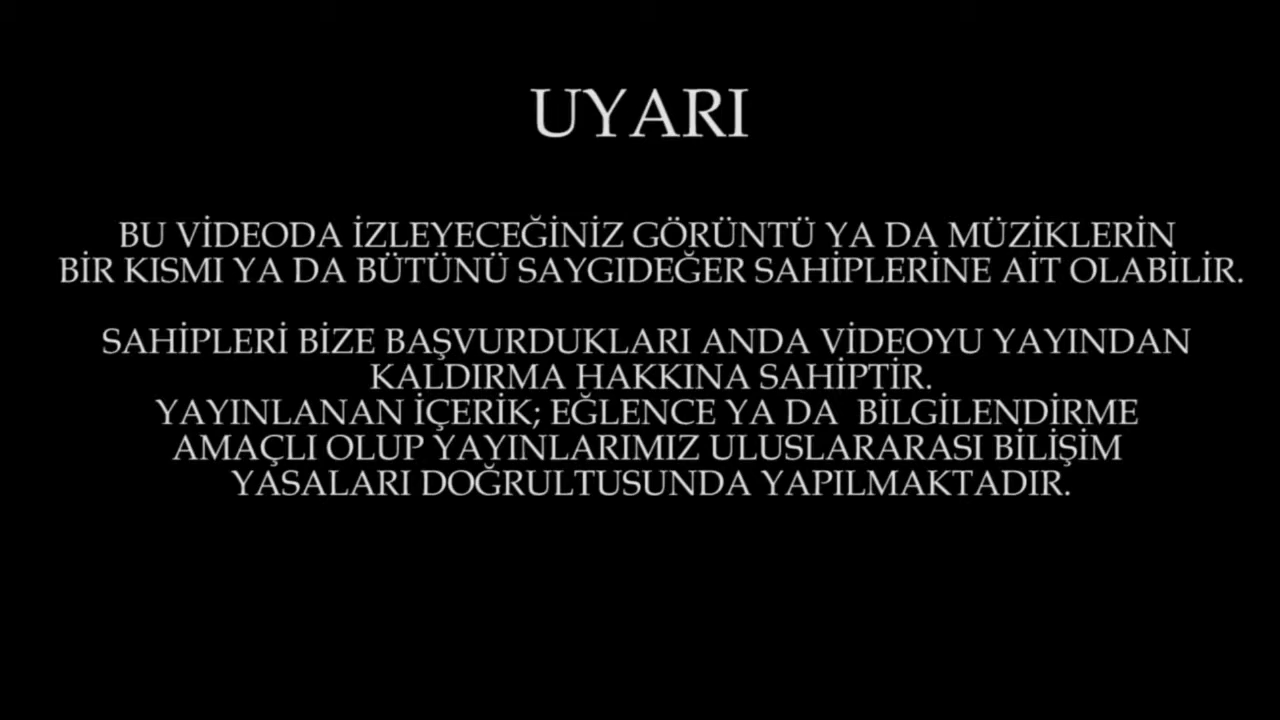 UYARI
BU VİDEODA İZLEYECEĞİNİZ GÖRÜNTÜ YA DA MÜZİKLERİN
BİR KISMI YA DA BÜTÜNÜ SAYGIDEĞER SAHİPLERİNE AİT OLABİLİR.
SAHİPLERİ BİZE BAŞVURDUKLARI ANDA VİDEOYU YAYINDAN
KALDIRMA HAKKINA SAHİPTİR.
YAYINLANAN İÇERİK; EĞLENCE YA DA  BİLGİLENDİRME
AMAÇLI OLUP YAYINLARIMIZ ULUSLARARASI BİLİŞİM
YASALARI DOĞRULTUSUNDA YAPILMAKTADIR.